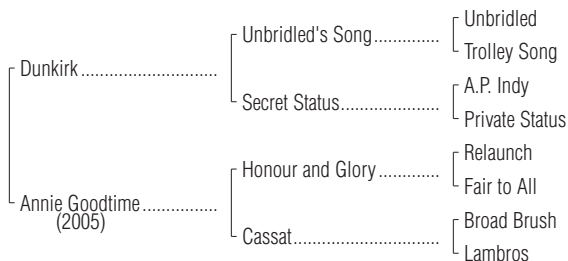 Unbridled
Unbridled's Song..............
Trolley Song
Dunkirk............................
A.P. Indy
Secret Status....................
Private Status
Relaunch
Honour and Glory.............
Fair to All
Annie Goodtime...............
(2005)
Broad Brush
Cassat..............................
Lambros